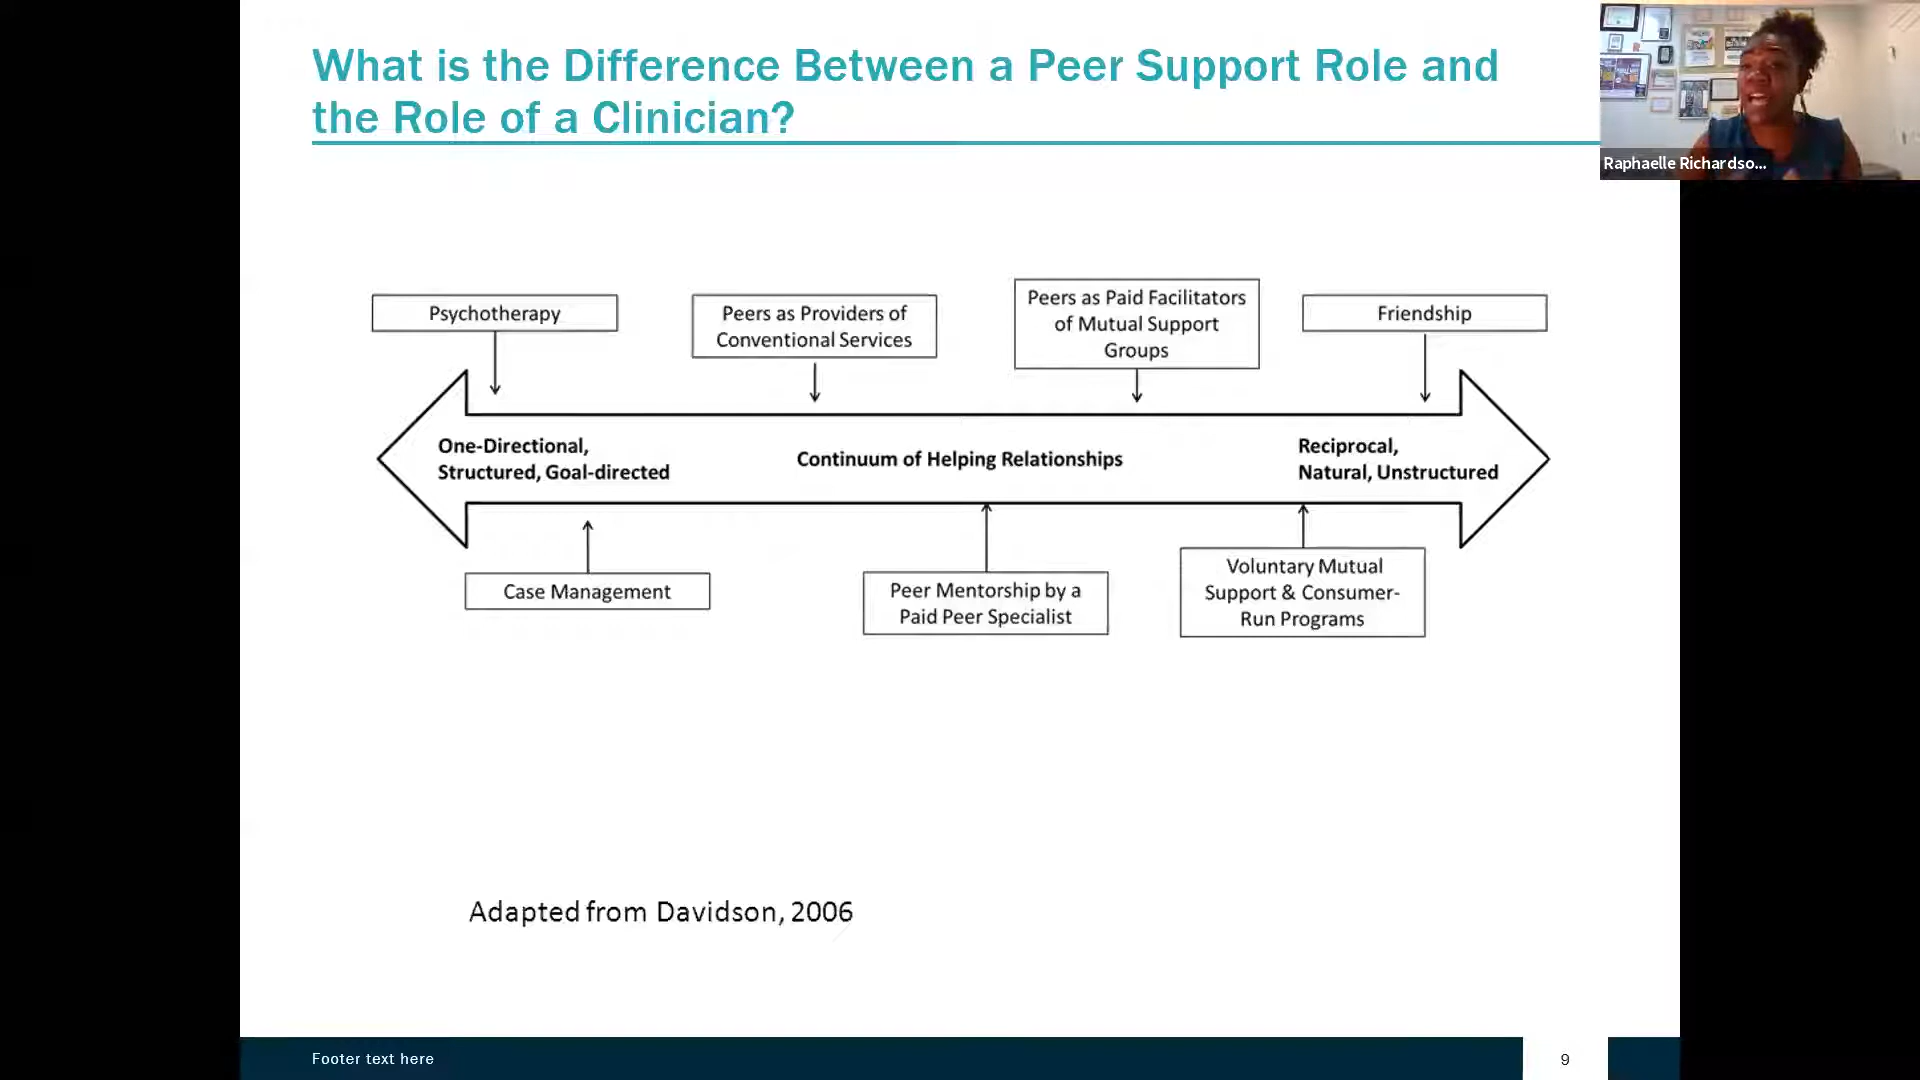 What is the Difference Between a Peer Support Role and
the Role of a Clinician?
Raphaelle Richardso...
Psychotherapy
Peers as Providers of
Conventional Services
Peers as Paid Facilitators
of Mutual Support
Groups
Friendship
One-Directional,
Structured, Goal-directed
Continuum of Helping Relationships
Reciprocal,
Natural, Unstructured
Case Management
Peer Mentorship by a
Paid Peer Specialist
Voluntary Mutual
Support & Consumer-
Run Programs
Adapted from Davidson, 2006
Footer text here
9